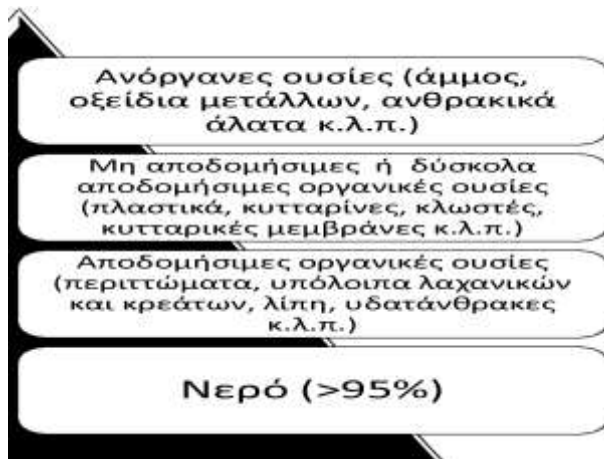 Ανόργανες ουσίες (άμμος,
οξείδια μετάλλων, ανθρακικά
άλατα κ.λ.π.)
Μη αποδομήσιμες ή δύσκολα
αποδομήσιμες οργανικές ουσίες
(πλαστικά, κυτταρίνες, κλωστές,
κυτταρικές μεμβράνες κ.λ.π.)
Αποδομήσιμες οργανικές ουσίες
(περιττώματα, υπόλοιπα λαχανικών
και κρεάτων, λίπη, υδατάνθρακες
κ.λ.π.)
Νερό (>95%)